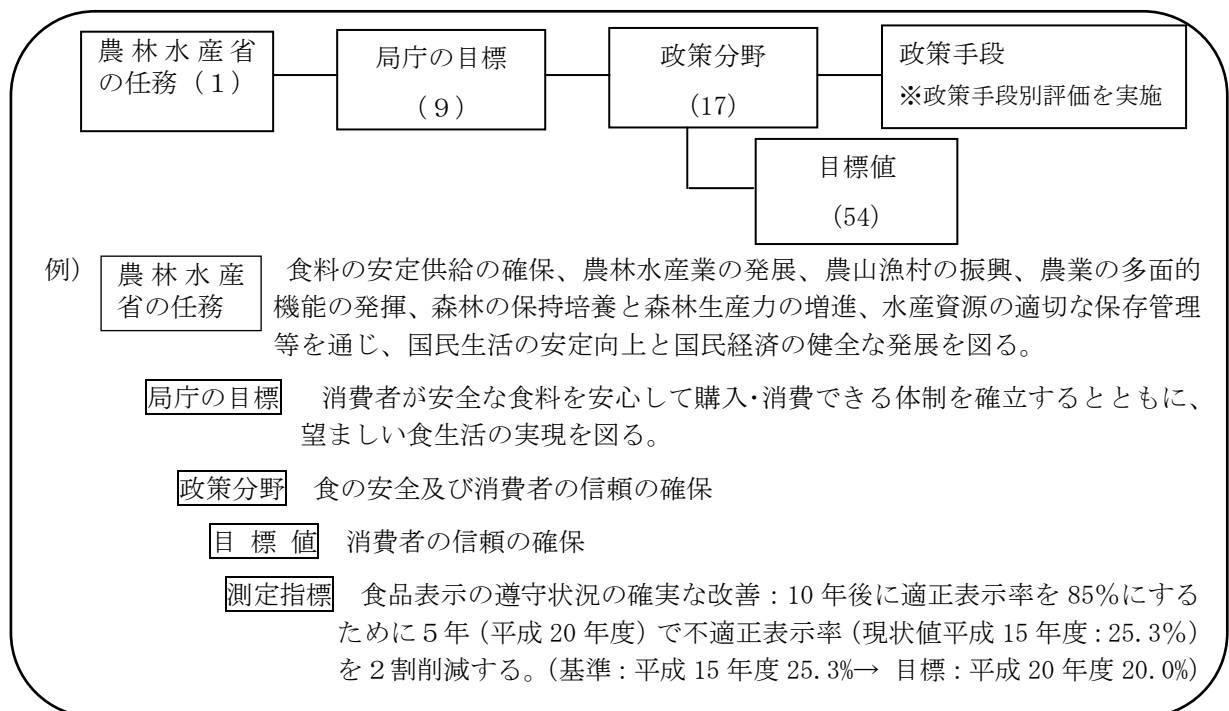 農林水産省
の任務（１）
局庁の目標
（９）
政策分野
(17)
政策手段
※政策手段別評価を実施
目標値
(54)
例）
農林水産
省の任務
食料の安定供給の確保、農林水産業の発展、農山漁村の振興、農業の多面的
機能の発揮、森林の保持培養と森林生産力の増進、水産資源の適切な保存管理
等を通じ、国民生活の安定向上と国民経済の健全な発展を図る。
局庁の目標　消費者が安全な食料を安心して購入・消費できる体制を確立するとともに、
望ましい食生活の実現を図る。
政策分野　食の安全及び消費者の信頼の確保
目標値　消費者の信頼の確保
測定指標　食品表示の遵守状況の確実な改善：10年後に適正表示率を85％にする
ために５年（平成20年度）で不適正表示率（現状値平成15年度：25.3％）
を２割削減する。（基準：平成15年度25.3%→ 目標：平成20年度20.0%）